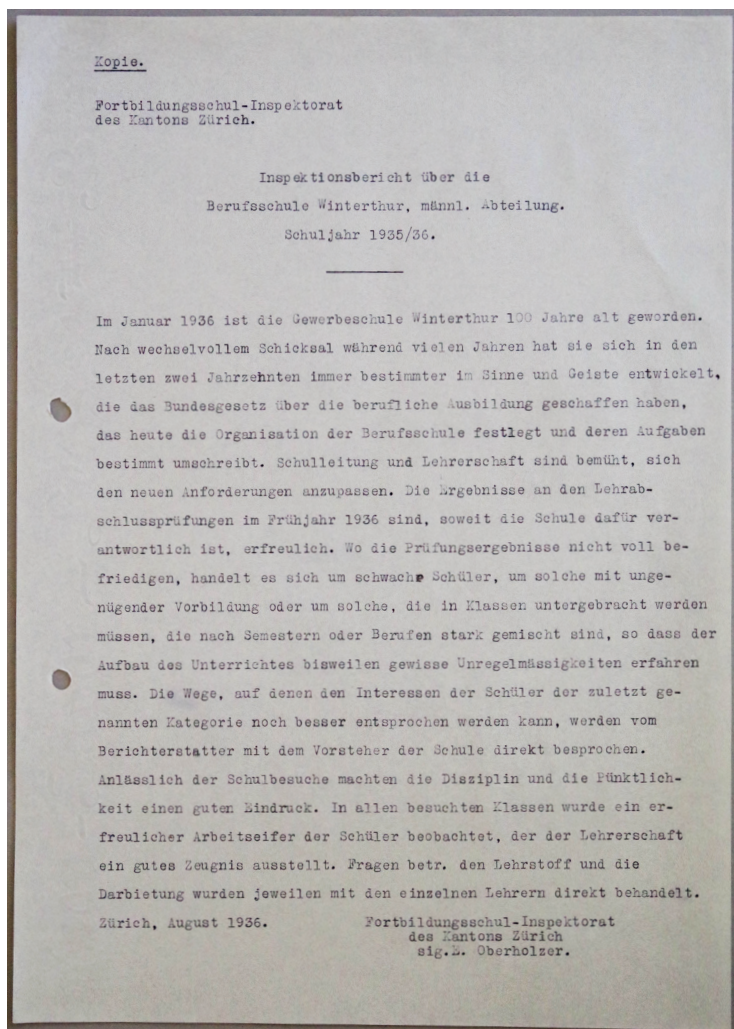 Kopie.
Fortbildungsschul-Inspektorat
des Kantons Zürich.
Inspektionsbericht über die
Berufsschule Winterthur, männl. Abteilung.
Schuljahr 1935/36.
Im Januar 1936 ist die Gewerbeschule Winterthur 100 Jahre alt geworden.
Nach wechselvollem Schicksal während vielen Jahren hat sie sich in den
letzten zwei Jahrzehnten immer bestimmter im Sinne und Geiste entwickelt,
die das Bundesgesetz über die berufliche Ausbildung geschaffen haben,
das heute die Organisation der Berufsschule festlegt und deren Aufgaben
bestimmt umschreibt. Schulleitung und Lehrerschaft sind bemüht, sich
den neuen Anforderungen anzupassen. Die Ergebnisse an den Lehrab-
schlussprüfungen im Frühjahr 1936 sind, soweit die Schule dafür ver-
antwortlich ist, erfreulich. Wo die Prüfungsergebnisse nicht voll be-
friedigen, handelt es sich um schwache Schüler, um solche mit unge-
nügender Vorbildung oder um solche, die in Klassen untergebracht werden
müssen, die nach Semestern oder Berufen stark gemischt sind, so dass der
Aufbau des Unterrichtes bisweilen gewisse Unregelmässigkeiten erfahren
muss. Die Wege, auf denen den Interessen der Schüler der zuletzt ge-
nannten Kategorie noch besser entsprochen werden kann, werden vom
Berichterstatter mit dem Vorsteher der Schule direkt besprochen.
Anlässlich der Schulbesuche machten die Disziplin und die Pünktlich-
keit einen guten Eindruck. In allen besuchten Klassen wurde ein er-
freulicher Arbeitseifer der Schüler beobachtet, der der Lehrerschaft
ein gutes Zeugnis ausstellt. Fragen betr. den Lehrstoff und die
Darbietung wurden jeweilen mit den einzelnen Lehrern direkt behandelt.
Zürich, August 1936. Fortbildungsschul-Inspektorat
des Kantons Zürich
sig.E. Oberholzer.